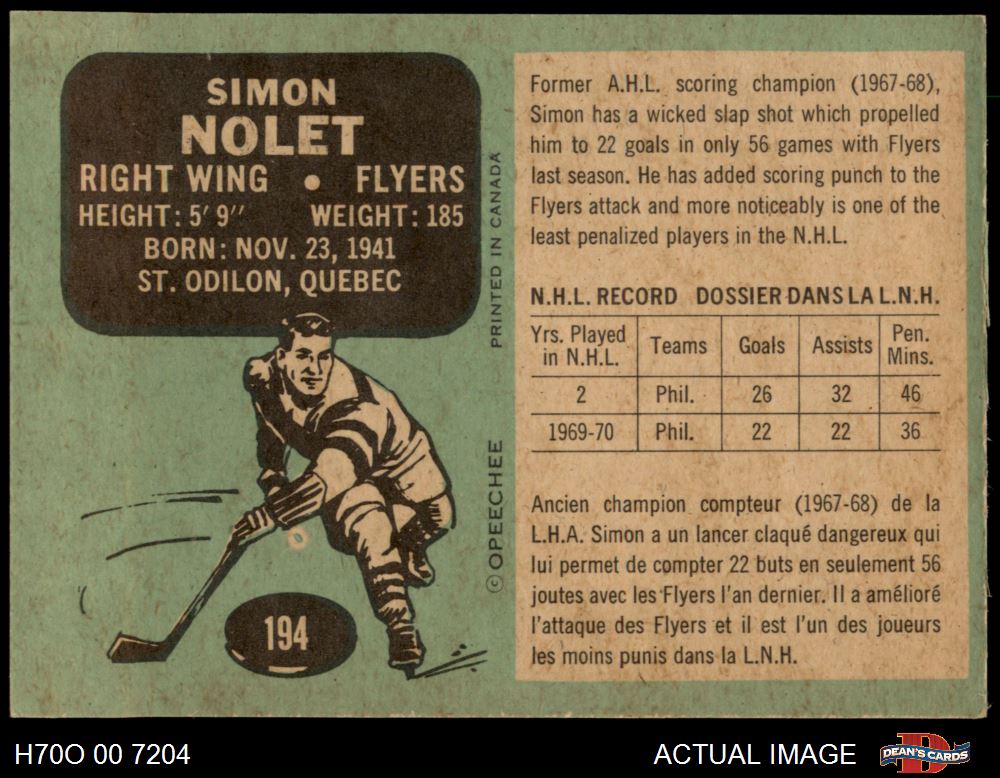 SIMON
NOLET
RIGHT WING • FLYERS
HEIGHT: 5' 9" WEIGHT: 185
BORN: NOV. 23, 1941
ST. ODILON, QUEBEC
194
© OPEECHEE PRINTED IN CANADA
Former A.H.L. scoring champion (1967-68),
Simon has a wicked slap shot which propelled
him to 22 goals in only 56 games with Flyers
last season. He has added scoring punch to the
Flyers attack and more noticeably is one of the
least penalized players in the N.H.L.
N.H.L. RECORD DOSSIER DANS LA L.N.H.
Yrs. Played in N.H.L. Teams Goals Assists Pen. Mins.
2 Phil. 26 32 46
1969-70 Phil. 22 22 36
Ancien champion compteur (1967-68) de la
L.H.A. Simon a un lancer claqué dangereux qui
lui permet de compter 22 buts en seulement 56
joutes avec les Flyers l'an dernier. Il a amélioré
l'attaque des Flyers et il est l'un des joueurs
les moins punis dans la L.N.H.
H70O 00 7204
ACTUAL IMAGE
DEAN'S CARDS